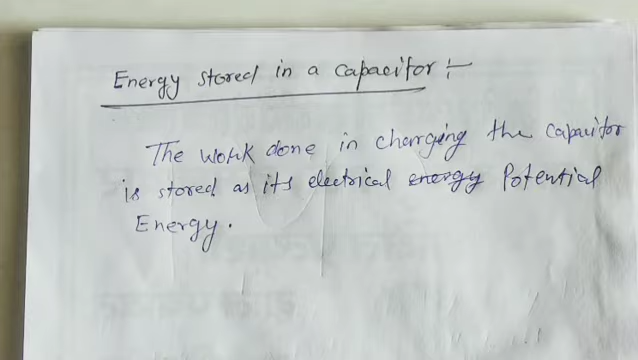 Energy stored in a capacitor :-
The work done in charging the capacitor
is stored as its electrical energy Potential
Energy.